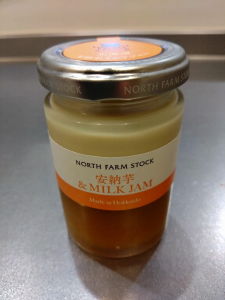 NORTH FARM STOCK
NORTH FARM STOCK
安納芋
& MILK JAM
Made in Hokkaido